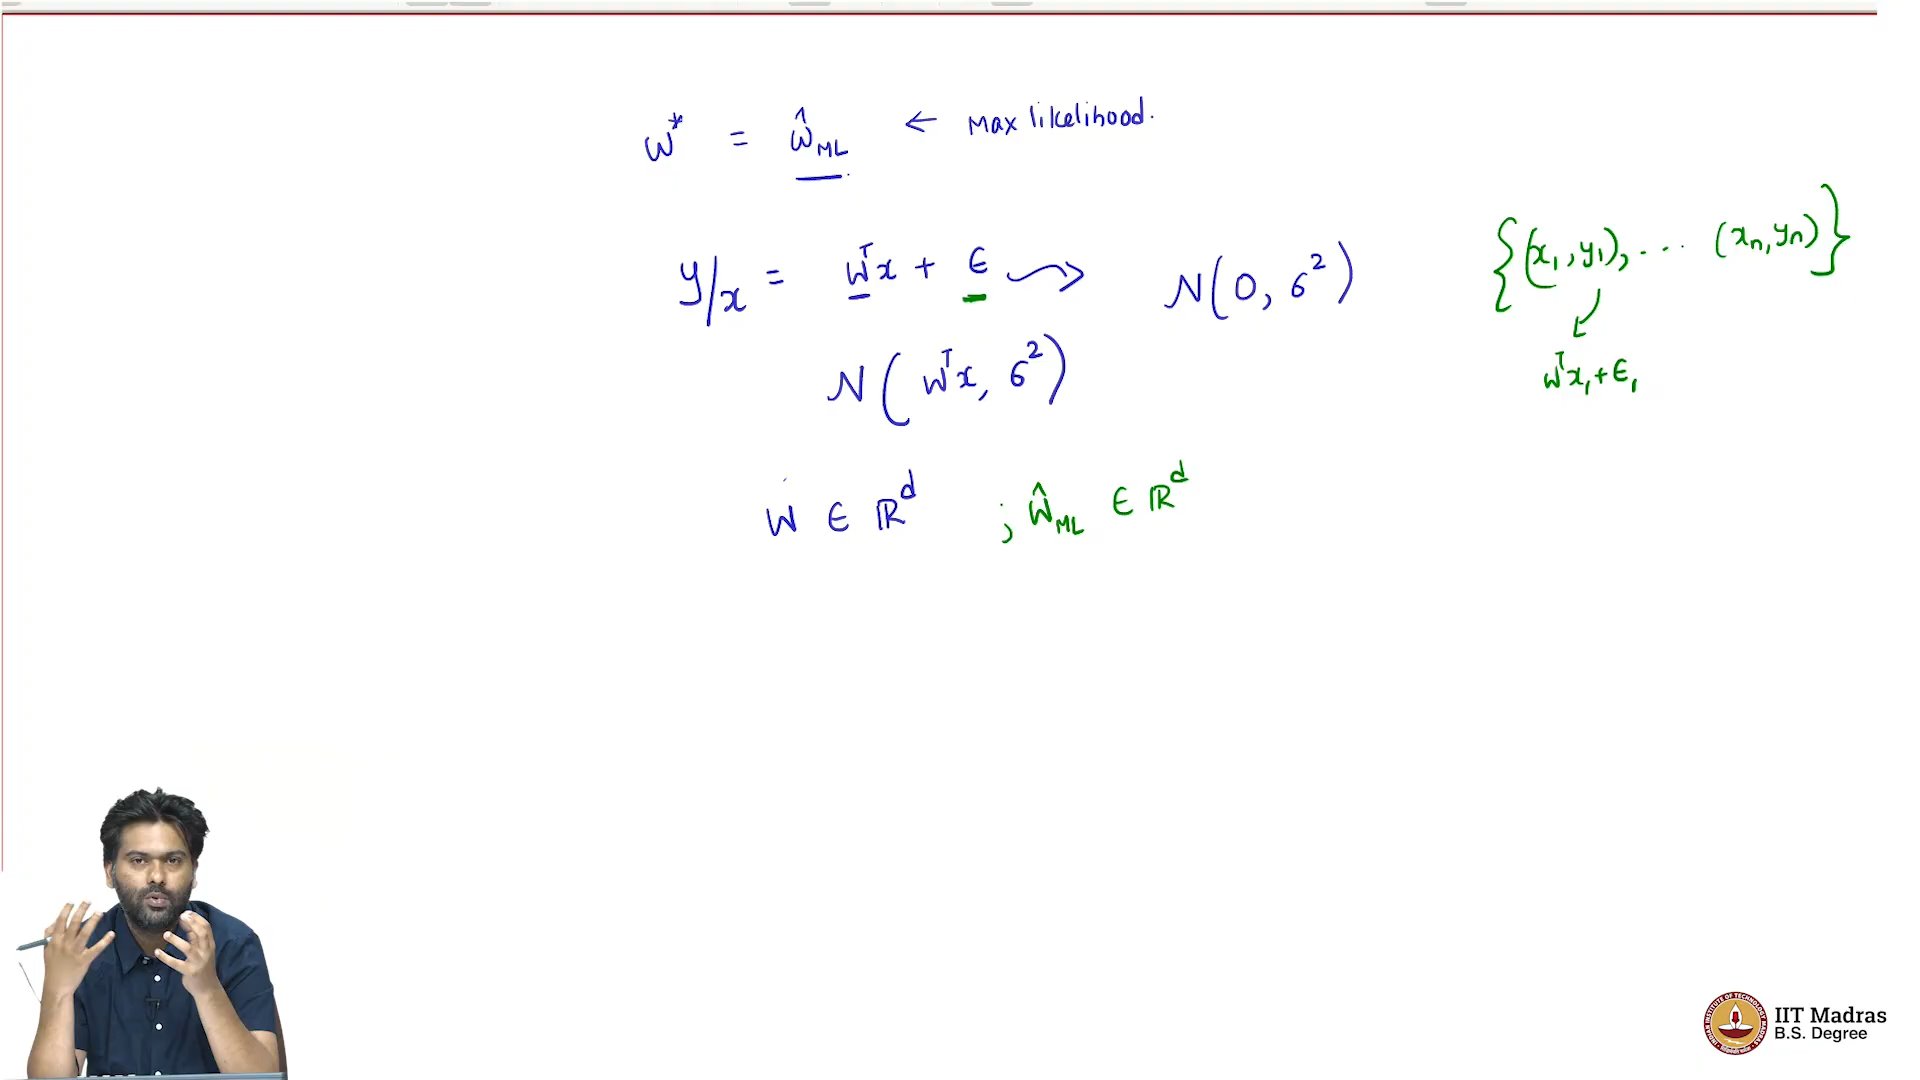 w* = ŵ_ML ← Max likelihood.
y/x = wᵀx + ε → N(0, σ²)
{(x₁, y₁), ... (xₙ, yₙ)}
wᵀx₁ + ε₁
N(wᵀx, σ²)
w ∈ ℝᵈ ; ŵ_ML ∈ ℝᵈ
IIT Madras
B.S. Degree